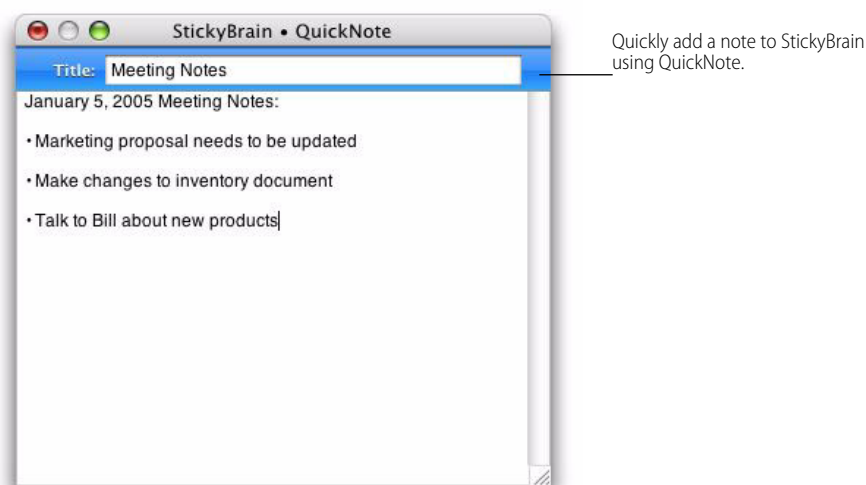 StickyBrain • QuickNote
Title: Meeting Notes
January 5, 2005 Meeting Notes:
• Marketing proposal needs to be updated
• Make changes to inventory document
• Talk to Bill about new products
Quickly add a note to StickyBrain
using QuickNote.